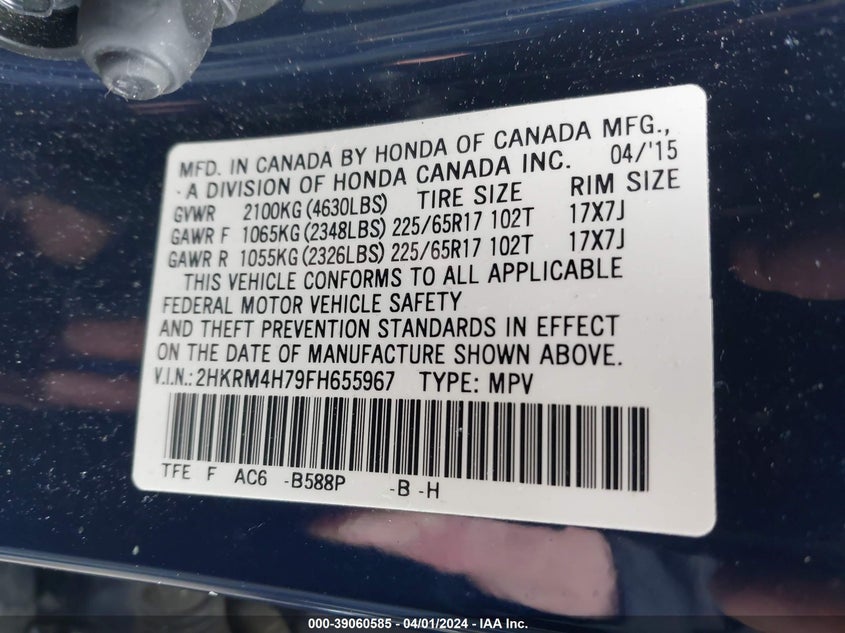 MFD. IN CANADA BY HONDA OF CANADA MFG.,
- A DIVISION OF HONDA CANADA INC. 04/'15
GVWR 2100KG (4630LBS) TIRE SIZE RIM SIZE
GAWR F 1065KG (2348LBS) 225/65R17 102T 17X7J
GAWR R 1055KG (2326LBS) 225/65R17 102T 17X7J
THIS VEHICLE CONFORMS TO ALL APPLICABLE
FEDERAL MOTOR VEHICLE SAFETY
AND THEFT PREVENTION STANDARDS IN EFFECT
ON THE DATE OF MANUFACTURE SHOWN ABOVE.
V.I.N.: 2HKRM4H79FH655967 TYPE: MPV
TFE F AC6 -B588P -B -H
000-39060585 - 04/01/2024 - IAA Inc.